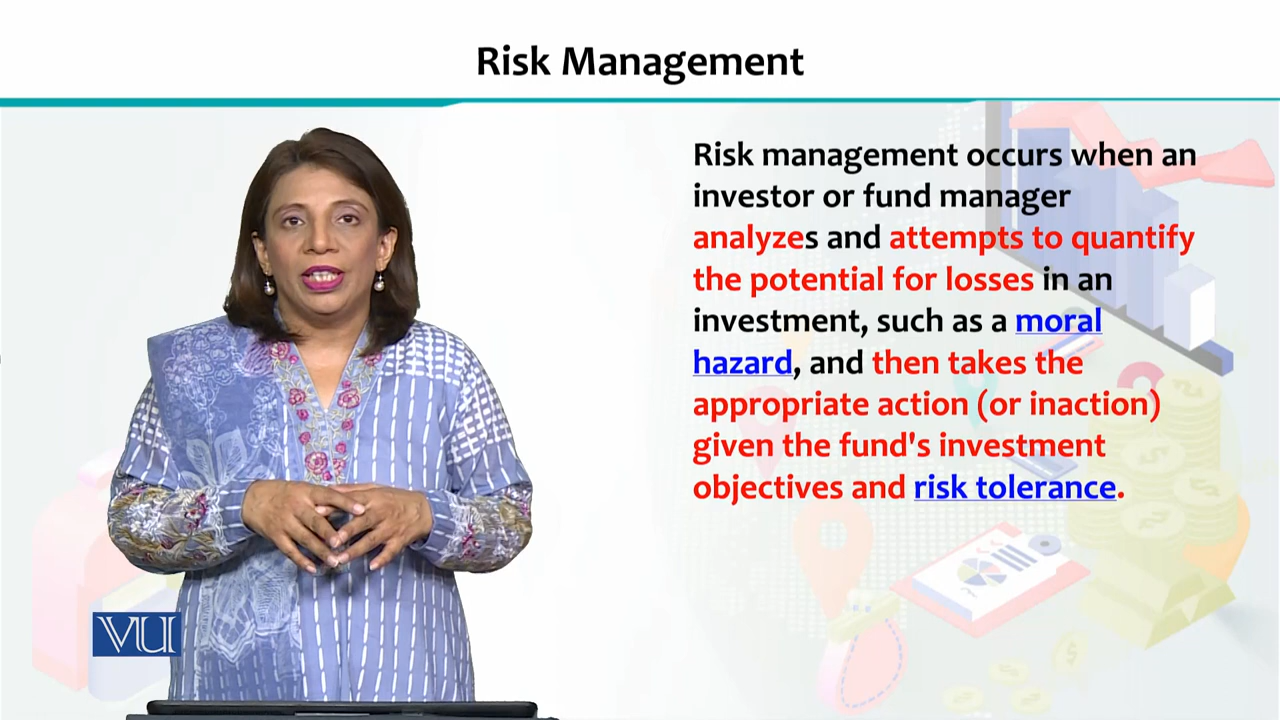 Risk Management
Risk management occurs when an
investor or fund manager
analyzes and attempts to quantify
the potential for losses in an
investment, such as a moral
hazard, and then takes the
appropriate action (or inaction)
given the fund's investment
objectives and risk tolerance.
VU